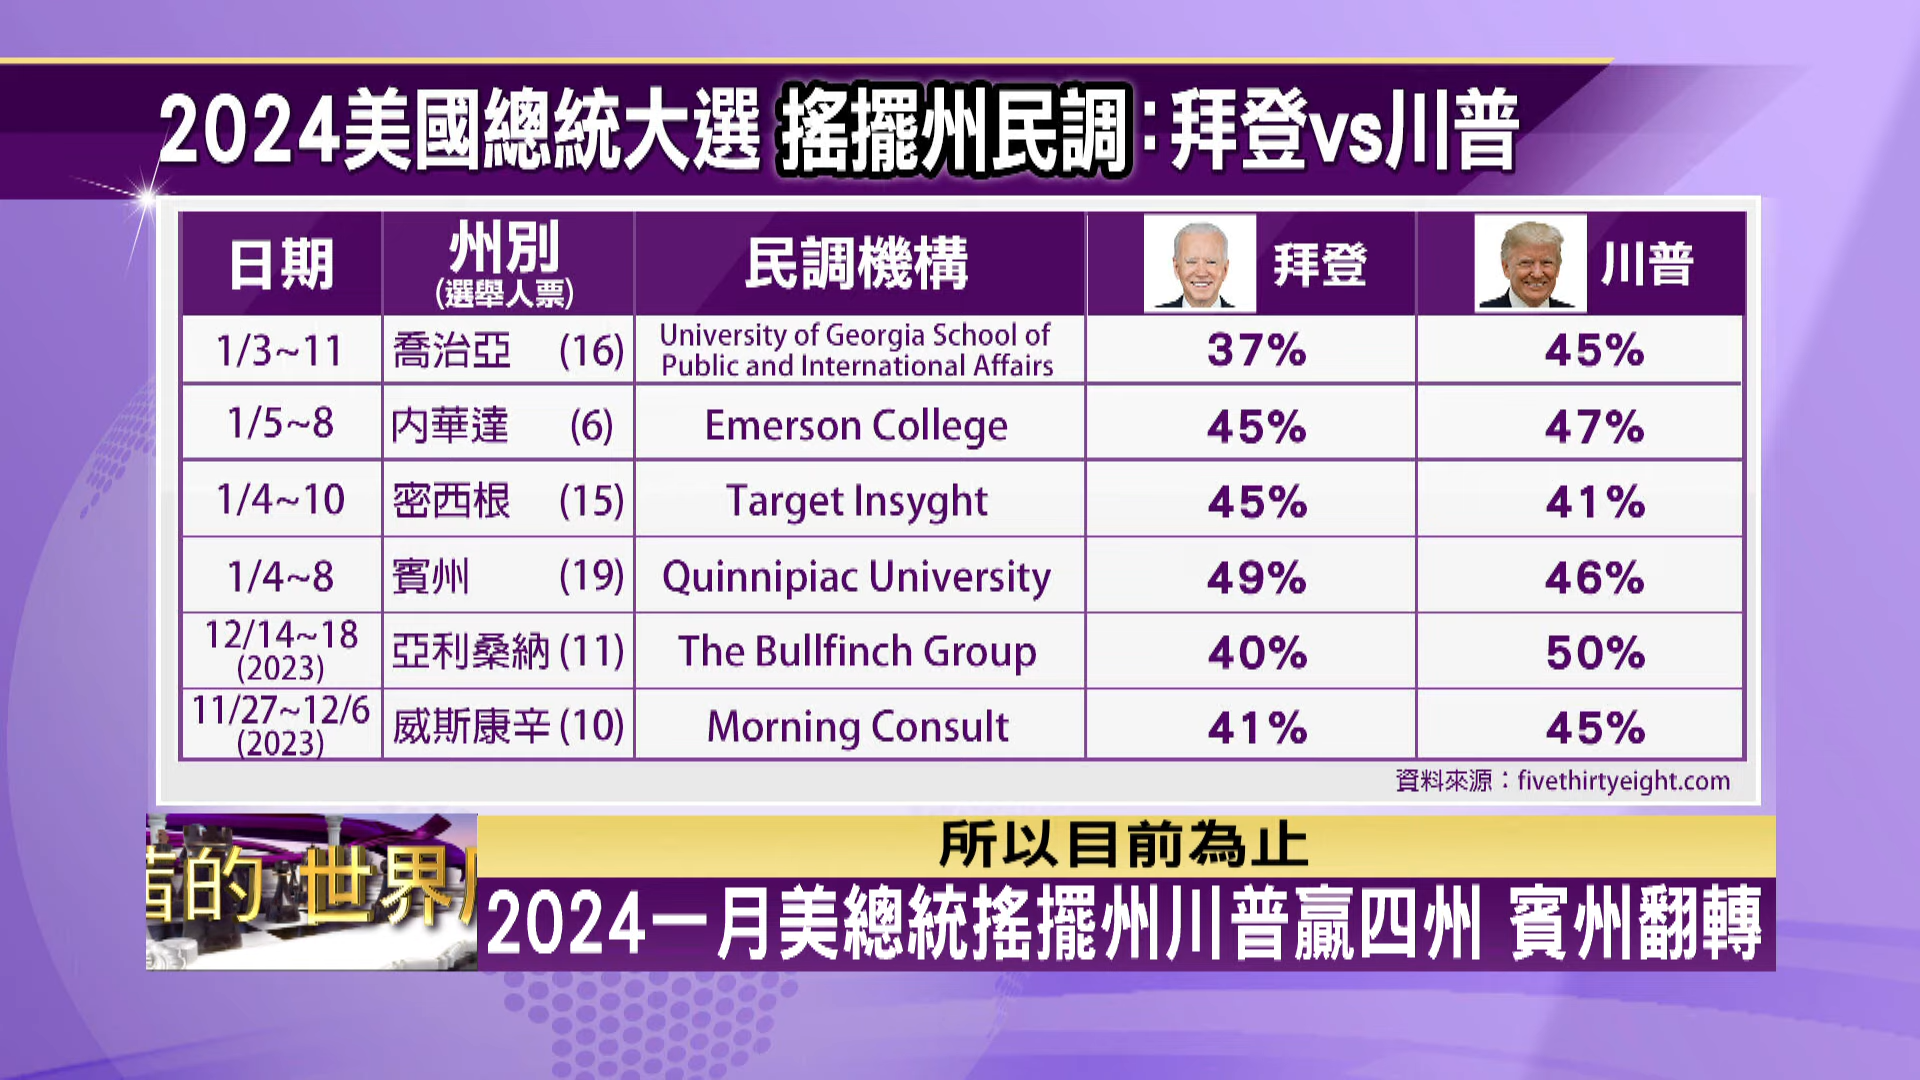 2024美國總統大選 搖擺州民調:拜登vs川普
日期 州別 民調機構 拜登 川普
(選舉人票)
1/3~11 喬治亞 (16) University of Georgia School of Public and International Affairs 37% 45%
1/5~8 內華達 (6) Emerson College 45% 47%
1/4~10 密西根 (15) Target Insyght 45% 41%
1/4~8 賓州 (19) Quinnipiac University 49% 46%
12/14~18 (2023) 亞利桑納 (11) The Bullfinch Group 40% 50%
11/27~12/6 (2023) 威斯康辛 (10) Morning Consult 41% 45%
資料來源:fivethirtyeight.com
所以目前為止
的 世界
2024一月美總統搖擺州川普贏四州 賓州翻轉